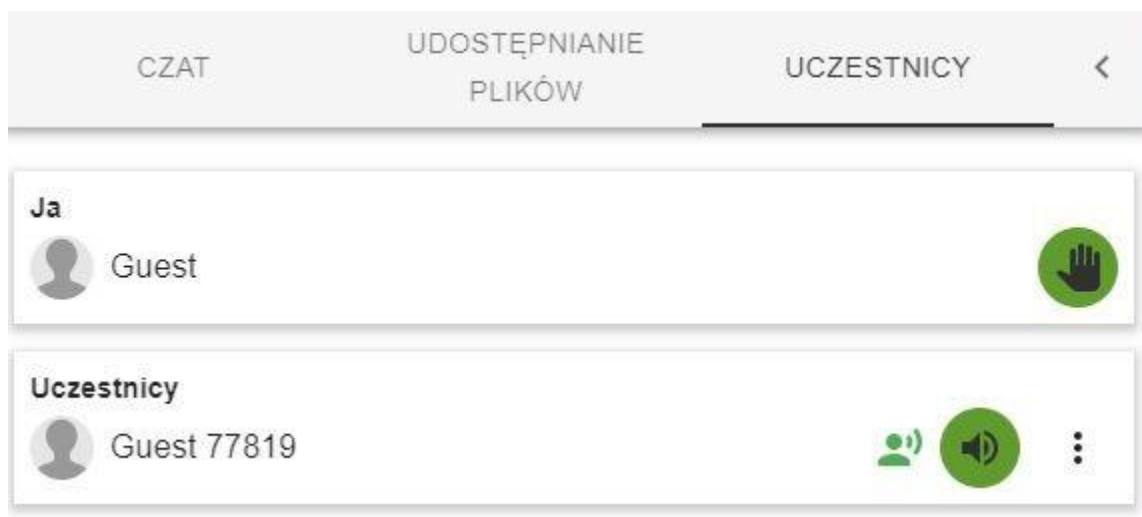 CZAT
UDOSTĘPNIANIE
PLIKÓW
UCZESTNICY
Ja
Guest
Uczestnicy
Guest 77819